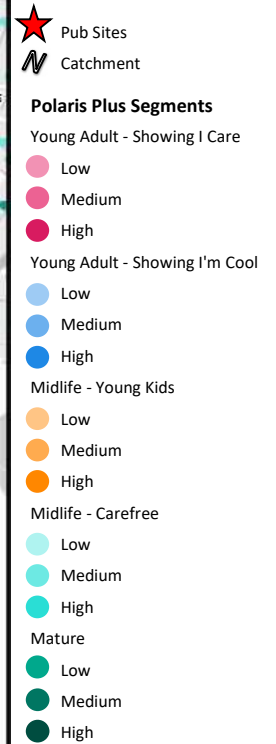 Pub Sites
Catchment
Polaris Plus Segments
Young Adult - Showing I Care
Low
Medium
High
Young Adult - Showing I'm Cool
Low
Medium
High
Midlife - Young Kids
Low
Medium
High
Midlife - Carefree
Low
Medium
High
Mature
Low
Medium
High